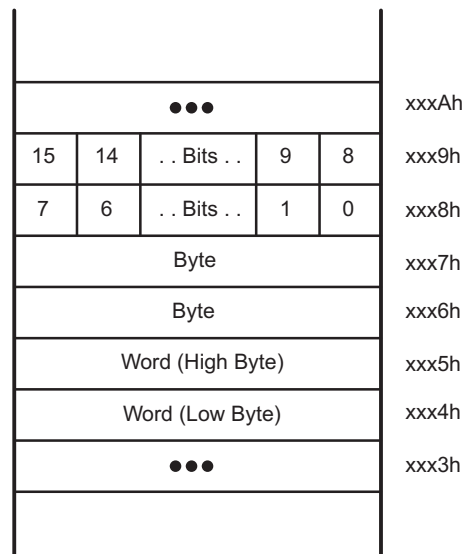 ●●● xxxAh
15 14 . . Bits . . 9 8 xxx9h
7 6 . . Bits . . 1 0 xxx8h
Byte xxx7h
Byte xxx6h
Word (High Byte) xxx5h
Word (Low Byte) xxx4h
●●● xxx3h